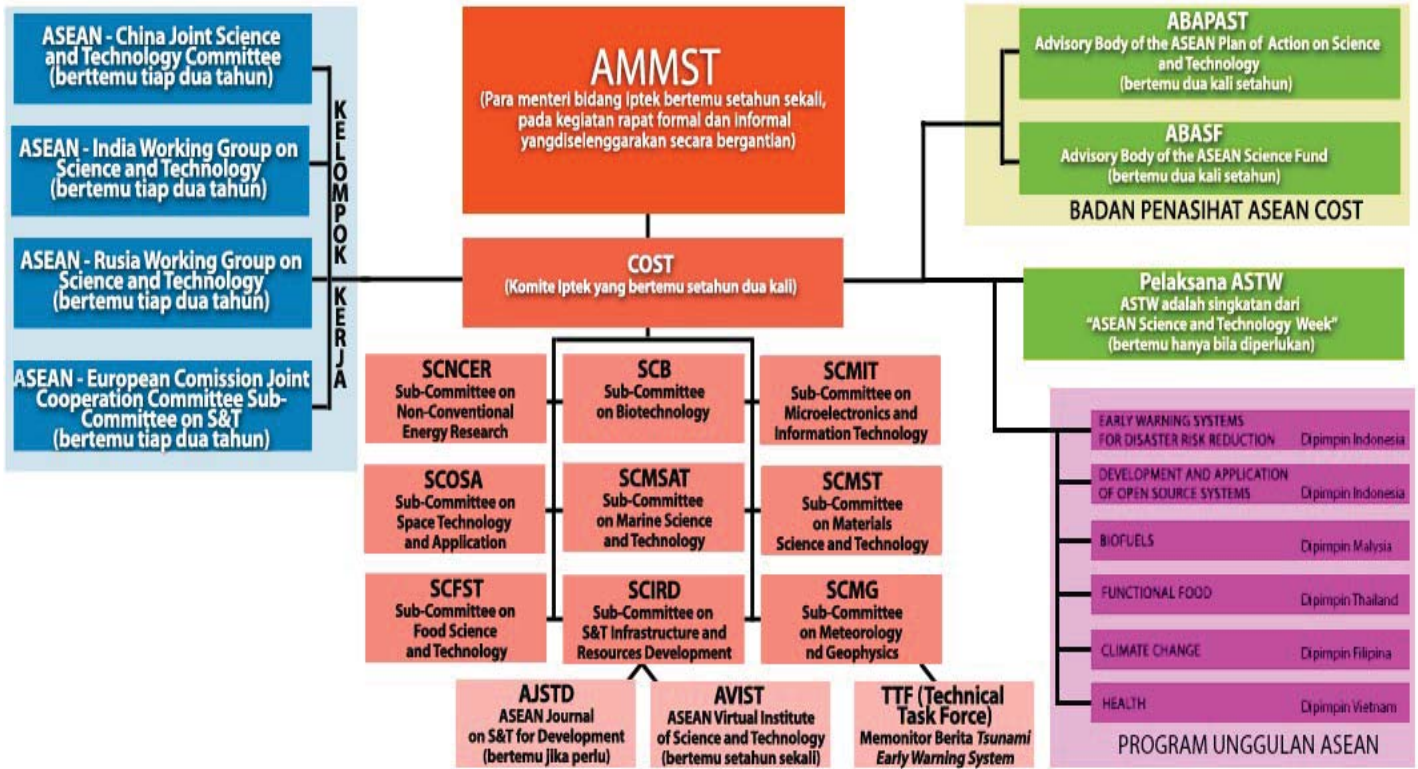 ASEAN - China Joint Science
and Technology Committee
(berttemu tiap dua tahun)
ASEAN - India Working Group on
Science and Technology
(bertemu tiap dua tahun)
ASEAN - Rusia Working Group on
Science and Technology
(bertemu tiap dua tahun)
ASEAN - European Comission Joint
Cooperation Committee Sub-
Committee on S&T
(bertemu tiap dua tahun)
KELOMPOK KERJA
AMMST
(Para menteri bidang iptek bertemu setahun sekali,
pada kegiatan rapat formal dan informal
yangdiselenggarakan secara bergantian)
COST
(Komite Iptek yang bertemu setahun dua kali)
SCNCER
Sub-Committee on
Non-Conventional
Energy Research
SCB
Sub-Committee
on Biotechnology
SCMIT
Sub-Committee on
Microelectronics and
Information Technology
SCOSA
Sub-Committee on
Space Technology
and Application
SCMSAT
Sub-Committee
on Marine Science
and Technology
SCMST
Sub-Committee
on Materials
Science and Technology
SCFST
Sub-Committee on
Food Science
and Technology
SCIRD
Sub-Committee on
S&T Infrastructure and
Resources Development
SCMG
Sub-Committee
on Meteorology
nd Geophysics
AJSTD
ASEAN Journal
on S&T for Development
(bertemu jika perlu)
AVIST
ASEAN Virtual Institute
of Science and Technology
(bertemu setahun sekali)
TTF (Technical
Task Force)
Memonitor Berita Tsunami
Early Warning System
ABAPAST
Advisory Body of the ASEAN Plan of Action on Science
and Technology
(bertemu dua kali setahun)
ABASF
Advisory Body of the ASEAN Science Fund
(bertemu dua kali setahun)
BADAN PENASIHAT ASEAN COST
Pelaksana ASTW
ASTW adalah singkatan dari
"ASEAN Science and Technology Week"
(bertemu hanya bila diperlukan)
EARLY WARNING SYSTEMS
FOR DISASTER RISK REDUCTION Dipimpin Indonesia
DEVELOPMENT AND APPLICATION
OF OPEN SOURCE SYSTEMS Dipimpin Indonesia
BIOFUELS Dipimpin Malysia
FUNCTIONAL FOOD Dipimpin Thailand
CLIMATE CHANGE Dipimpin Filipina
HEALTH Dipimpin Vietnam
PROGRAM UNGGULAN ASEAN